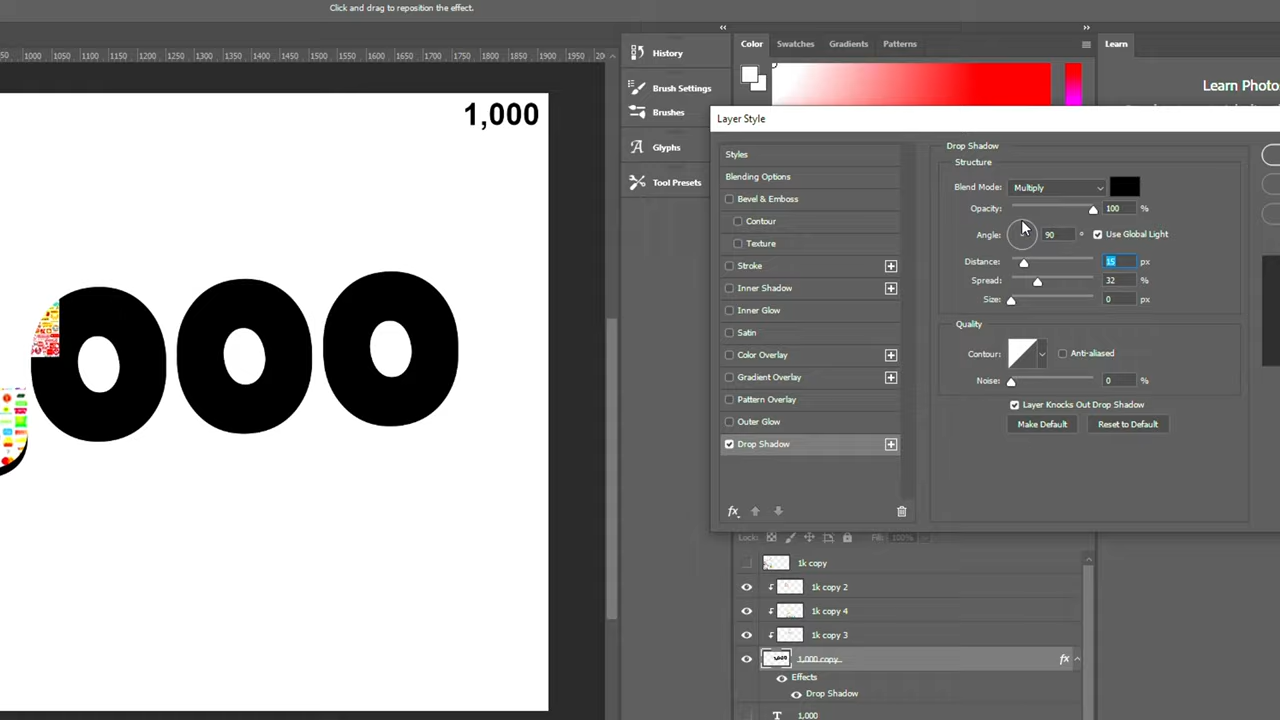 Click and drag to reposition the effect.
1000 1050 1100 1150 1200 1250 1300 1350 1400 1450 1500 1550 1600 1650 1700 1750 1800 1850 1900 1950
1,000
000
History
Brush Settings
Brushes
Glyphs
Tool Presets
Color Swatches Gradients Patterns
Learn
Learn Photo
Layer Style
Styles
Blending Options
Bevel & Emboss
Contour
Texture
Stroke
Inner Shadow
Inner Glow
Satin
Color Overlay
Gradient Overlay
Pattern Overlay
Outer Glow
Drop Shadow
fx
Drop Shadow
Structure
Blend Mode: Multiply
Opacity: 100 %
Angle: 90 ° Use Global Light
Distance: 15 px
Spread: 32 %
Size: 0 px
Quality
Contour: Anti-aliased
Noise: 0 %
Layer Knocks Out Drop Shadow
Make Default Reset to Default
Lock: Fill: 100%
1k copy
1k copy 2
1k copy 4
1k copy 3
1,000 copy fx
Effects
Drop Shadow
T 1,000